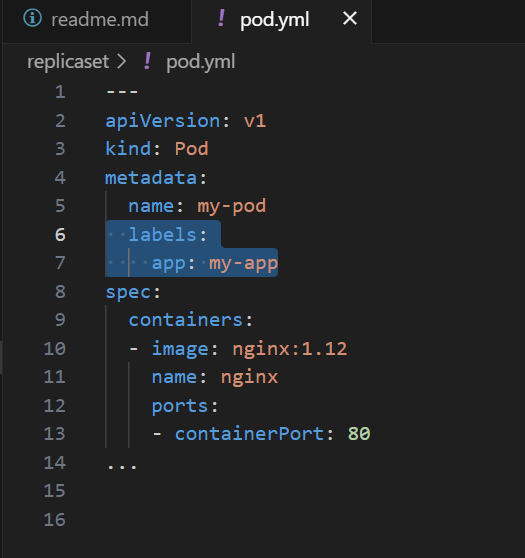 readme.md
! pod.yml ×
replicaset > ! pod.yml
1 ---
2 apiVersion: v1
3 kind: Pod
4 metadata:
5   name: my-pod
6   labels:
7     app: my-app
8 spec:
9   containers:
10   - image: nginx:1.12
11     name: nginx
12     ports:
13     - containerPort: 80
14 ...
15
16